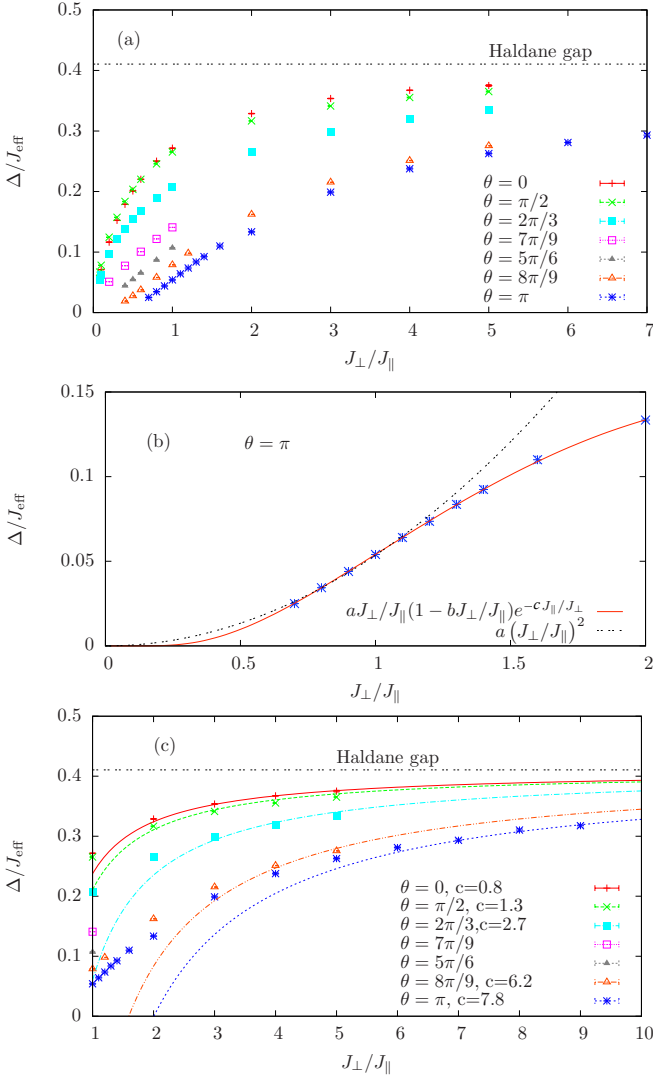 (a)
Haldane gap
Δ/J_eff
0.5
0.4
0.3
0.2
0.1
0
θ = 0
θ = π/2
θ = 2π/3
θ = 7π/9
θ = 5π/6
θ = 8π/9
θ = π
0 1 2 3 4 5 6 7
J_⊥/J_∥
(b)
θ = π
Δ/J_eff
0.15
0.1
0.05
0
aJ_⊥/J_∥(1 − bJ_⊥/J_∥)e^{−cJ_∥/J_⊥}
a (J_⊥/J_∥)^2
0 0.5 1 1.5 2
J_⊥/J_∥
(c)
Haldane gap
Δ/J_eff
0.5
0.4
0.3
0.2
0.1
0
θ = 0, c=0.8
θ = π/2, c=1.3
θ = 2π/3,c=2.7
θ = 7π/9
θ = 5π/6
θ = 8π/9, c=6.2
θ = π, c=7.8
1 2 3 4 5 6 7 8 9 10
J_⊥/J_∥